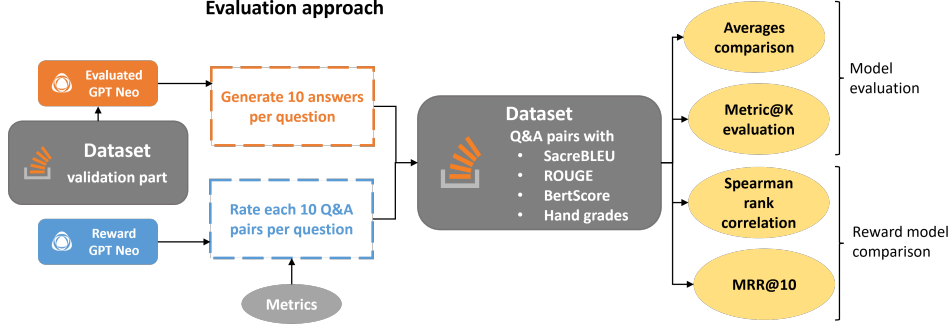 Evaluation approach
Evaluated
GPT Neo
Dataset
validation part
Reward
GPT Neo
Generate 10 answers
per question
Rate each 10 Q&A
pairs per question
Metrics
Dataset
Q&A pairs with
• SacreBLEU
• ROUGE
• BertScore
• Hand grades
Averages
comparison
Metric@K
evaluation
Spearman
rank
correlation
MRR@10
Model
evaluation
Reward model
comparison